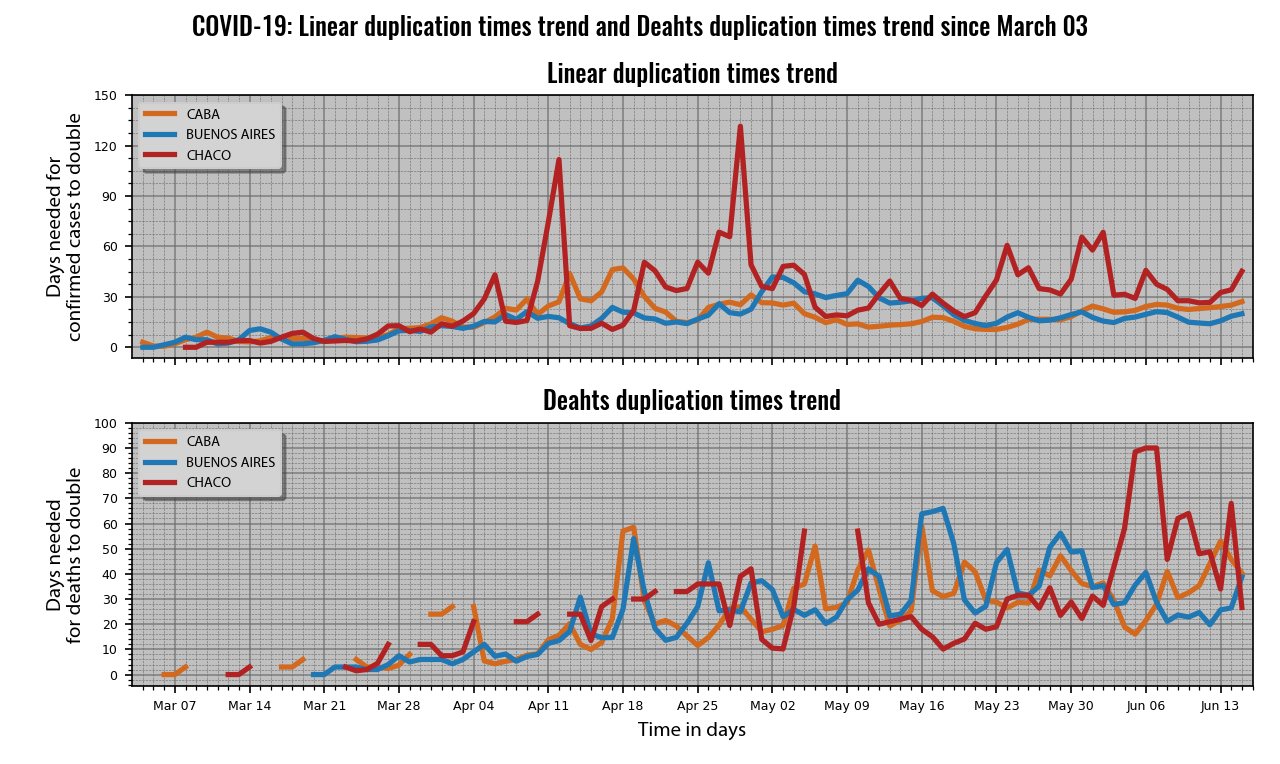 COVID-19: Linear duplication times trend and Deahts duplication times trend since March 03
Linear duplication times trend
Days needed for
confirmed cases to double
150
120
90
60
30
0
CABA
BUENOS AIRES
CHACO
Deahts duplication times trend
Days needed
for deaths to double
100
90
80
70
60
50
40
30
20
10
0
CABA
BUENOS AIRES
CHACO
Mar 07 Mar 14 Mar 21 Mar 28 Apr 04 Apr 11 Apr 18 Apr 25 May 02 May 09 May 16 May 23 May 30 Jun 06 Jun 13
Time in days